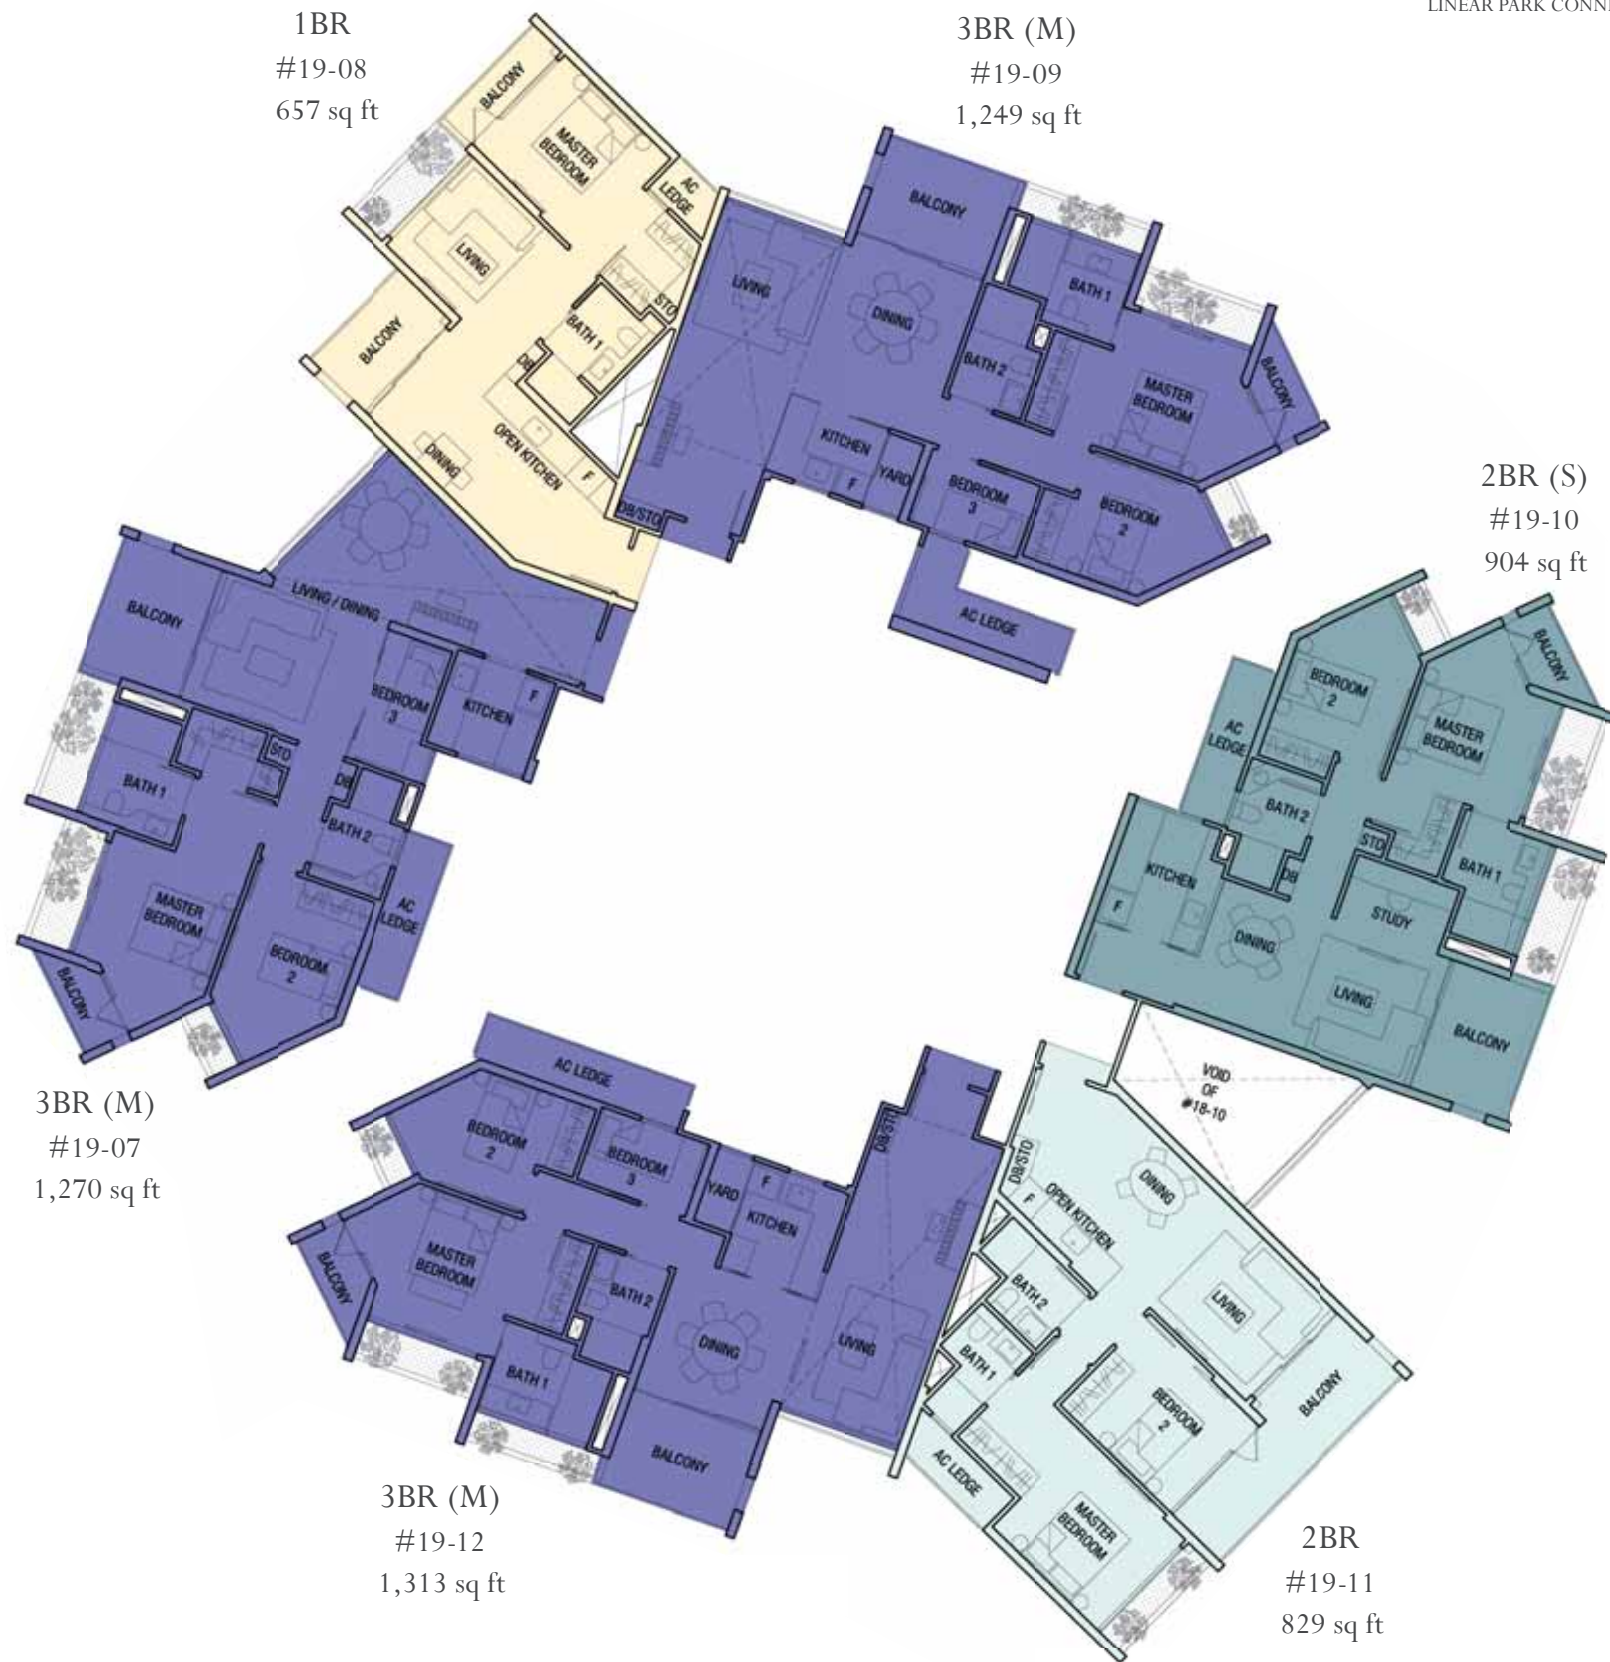 LINEAR PARK CONN
1BR
#19-08
657 sq ft
3BR (M)
#19-09
1,249 sq ft
BALCONY
MASTER
BEDROOM
AC
LEDGE
LIVING
STO
BATH 1
BALCONY
DB
OPEN KITCHEN
DINING
F
BALCONY
LIVING
DINING
BATH 1
BATH 2
MASTER
BEDROOM
BALCONY
KITCHEN
F
YARD
BEDROOM
3
BEDROOM
2
DB/STO
AC LEDGE
2BR (S)
#19-10
904 sq ft
BALCONY
BEDROOM
2
MASTER
BEDROOM
AC
LEDGE
BATH 2
STO
DB
BATH 1
KITCHEN
F
STUDY
DINING
LIVING
BALCONY
LIVING / DINING
BALCONY
BEDROOM
3
KITCHEN
F
STO
DB
BATH 1
BATH 2
MASTER
BEDROOM
AC
LEDGE
BEDROOM
2
BALCONY
3BR (M)
#19-07
1,270 sq ft
VOID
OF
#18-10
AC LEDGE
BEDROOM
2
BEDROOM
3
YARD
F
KITCHEN
DB/STO
MASTER
BEDROOM
BALCONY
BATH 2
DINING
LIVING
BATH 1
BALCONY
3BR (M)
#19-12
1,313 sq ft
DB/STO
F
OPEN KITCHEN
DINING
BATH 2
LIVING
BATH 1
BEDROOM
2
BALCONY
AC LEDGE
MASTER
BEDROOM
2BR
#19-11
829 sq ft